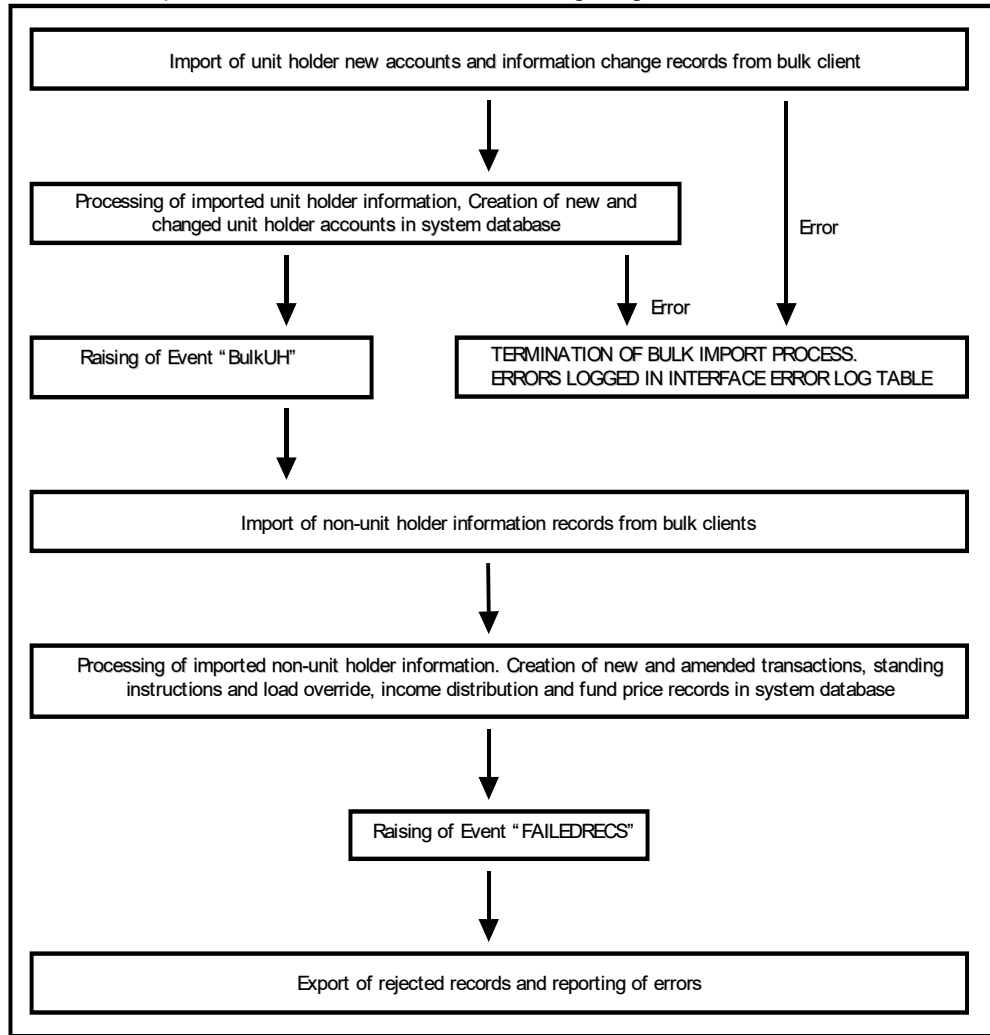 Import of unit holder new accounts and information change records from bulk client
Processing of imported unit holder information, Creation of new and
changed unit holder accounts in system database
Error
Error
Raising of Event “BulkUH”
TERMINATION OF BULK IMPORT PROCESS.
ERRORS LOGGED IN INTERFACE ERROR LOG TABLE
Import of non-unit holder information records from bulk clients
Processing of imported non-unit holder information. Creation of new and amended transactions, standing
instructions and load override, income distribution and fund price records in system database
Raising of Event “FAILEDRECS”
Export of rejected records and reporting of errors